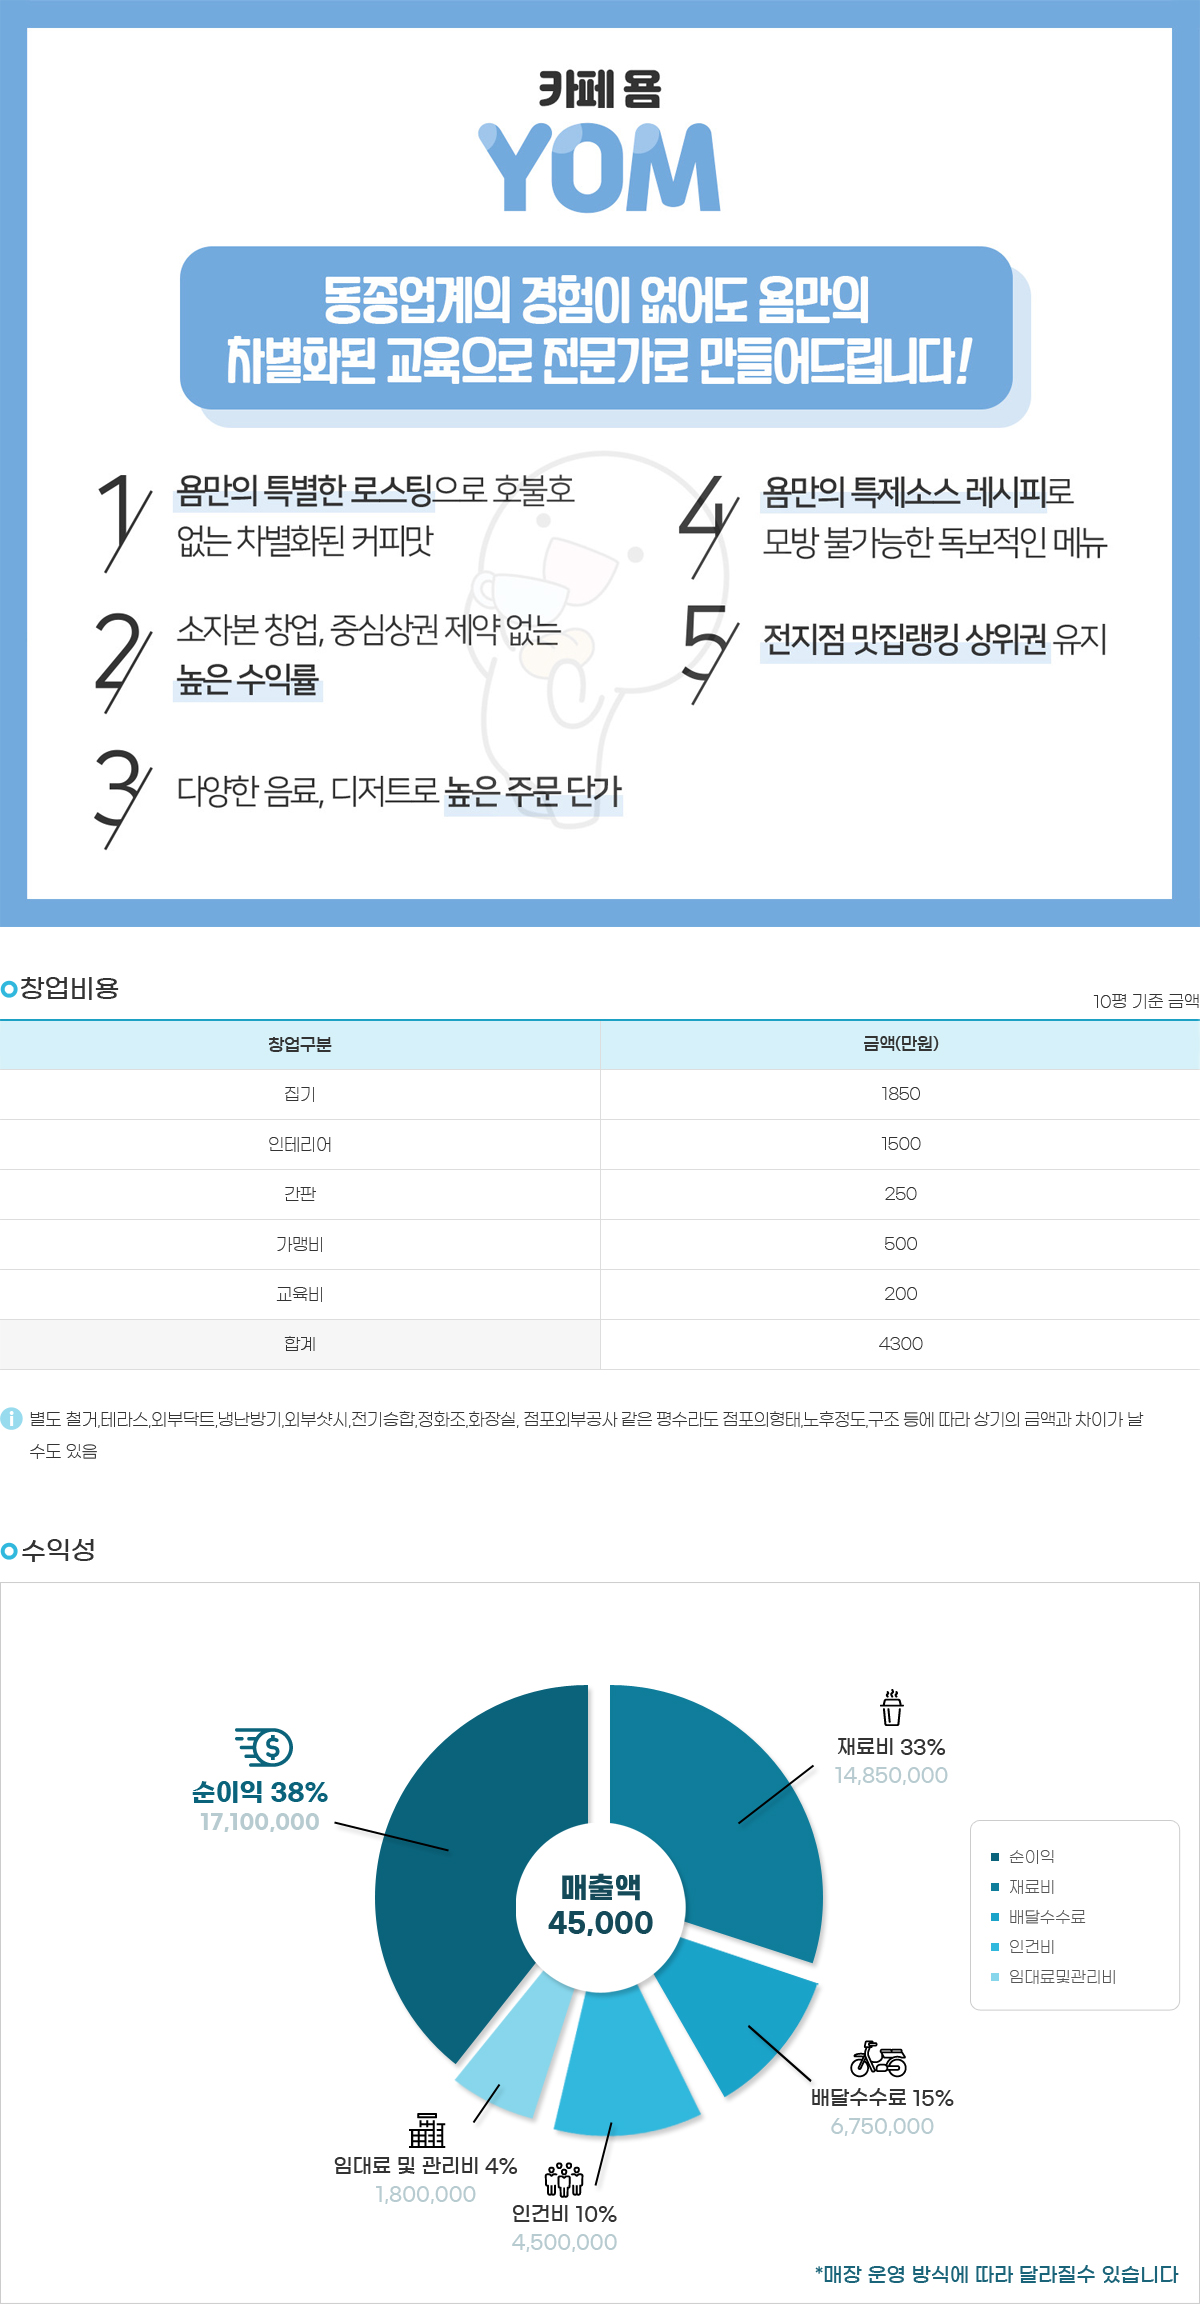 카페 욤
YOM
동종업계의 경험이 없어도 욤만의
차별화된 교육으로 전문가로 만들어드립니다!
1 욤만의 특별한 로스팅으로 호불호
없는 차별화된 커피맛
2 소자본 창업, 중심상권 제약 없는
높은 수익률
3 다양한 음료, 디저트로 높은 주문 단가
4 욤만의 특제소스 레시피로
모방 불가능한 독보적인 메뉴
5 전지점 맛집랭킹 상위권 유지
창업비용
10평 기준 금액
창업구분 금액(만원)
집기 1850
인테리어 1500
간판 250
가맹비 500
교육비 200
합계 4300
별도 철거,테라스,외부닥트,냉난방기,외부샷시,전기승합,정화조,화장실, 점포외부공사 같은 평수라도 점포의형태,노후정도,구조 등에 따라 상기의 금액과 차이가 날
수도 있음
수익성
순이익 38%
17,100,000
재료비 33%
14,850,000
매출액
45,000
순이익
재료비
배달수수료
인건비
임대료및관리비
배달수수료 15%
6,750,000
임대료 및 관리비 4%
1,800,000
인건비 10%
4,500,000
*매장 운영 방식에 따라 달라질수 있습니다